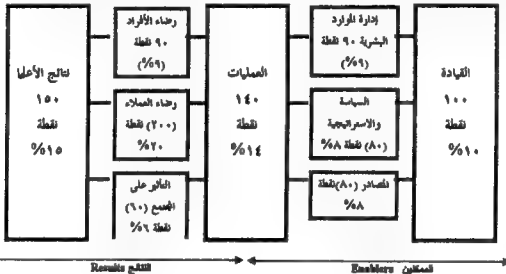 القيادة
١٠٠
نقطة
%١٠
إدارة الموارد
البشرية ٩٠ نقطة
(%٩)
السياسة
والاستراتيجية
(٨٠) نقطة ٨%
المصادر (٨٠) نقطة
%٨
العمليات
١٤٠
نقطة
%١٤
رضاء الأفراد
٩٠ نقطة
(%٩)
رضاء العملاء
(٢٠٠) نقطة
%٢٠
التأثير على
المجتمع (٦٠)
نقطة ٦%
نتائج الأعما
١٥٠
نقطة
%١٥
Enablers الممكنون
Results النتائج